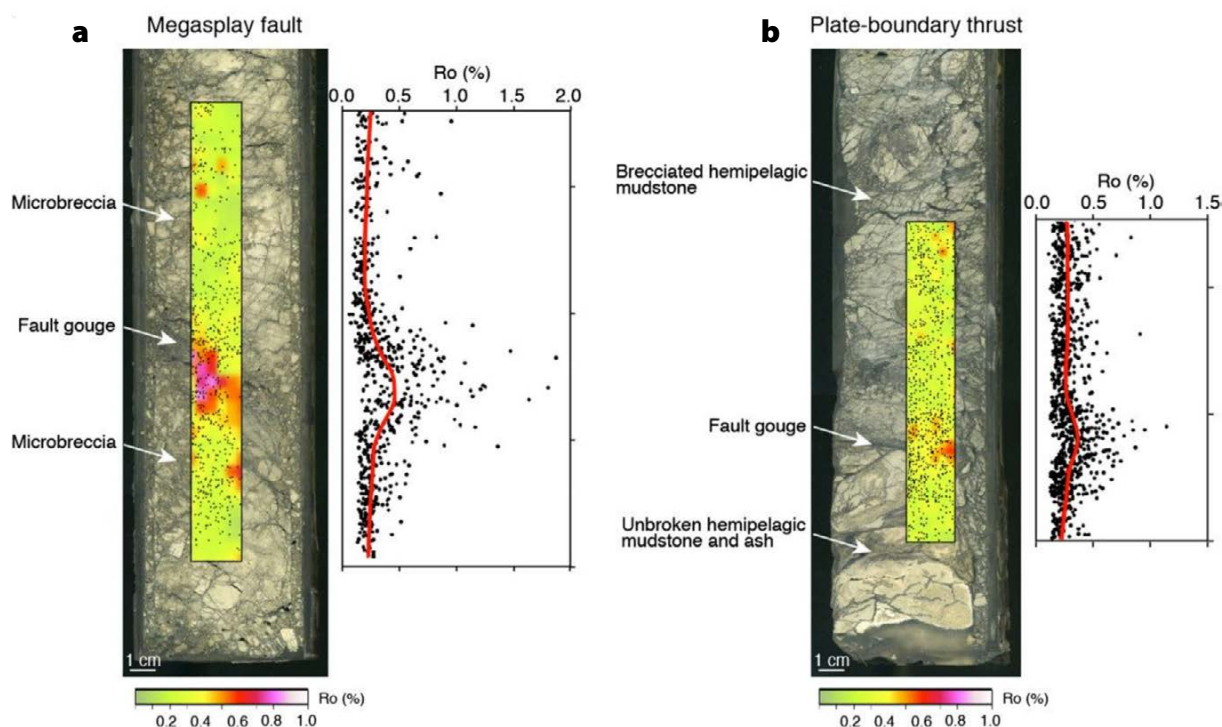 a
Megasplay fault
Ro (%)
0.0 0.5 1.0 1.5 2.0
Microbreccia
Fault gouge
Microbreccia
1 cm
Ro (%)
0.2 0.4 0.6 0.8 1.0
b
Plate-boundary thrust
Brecciated hemipelagic
mudstone
Ro (%)
0.0 0.5 1.0 1.5
Fault gouge
Unbroken hemipelagic
mudstone and ash
1 cm
Ro (%)
0.2 0.4 0.6 0.8 1.0